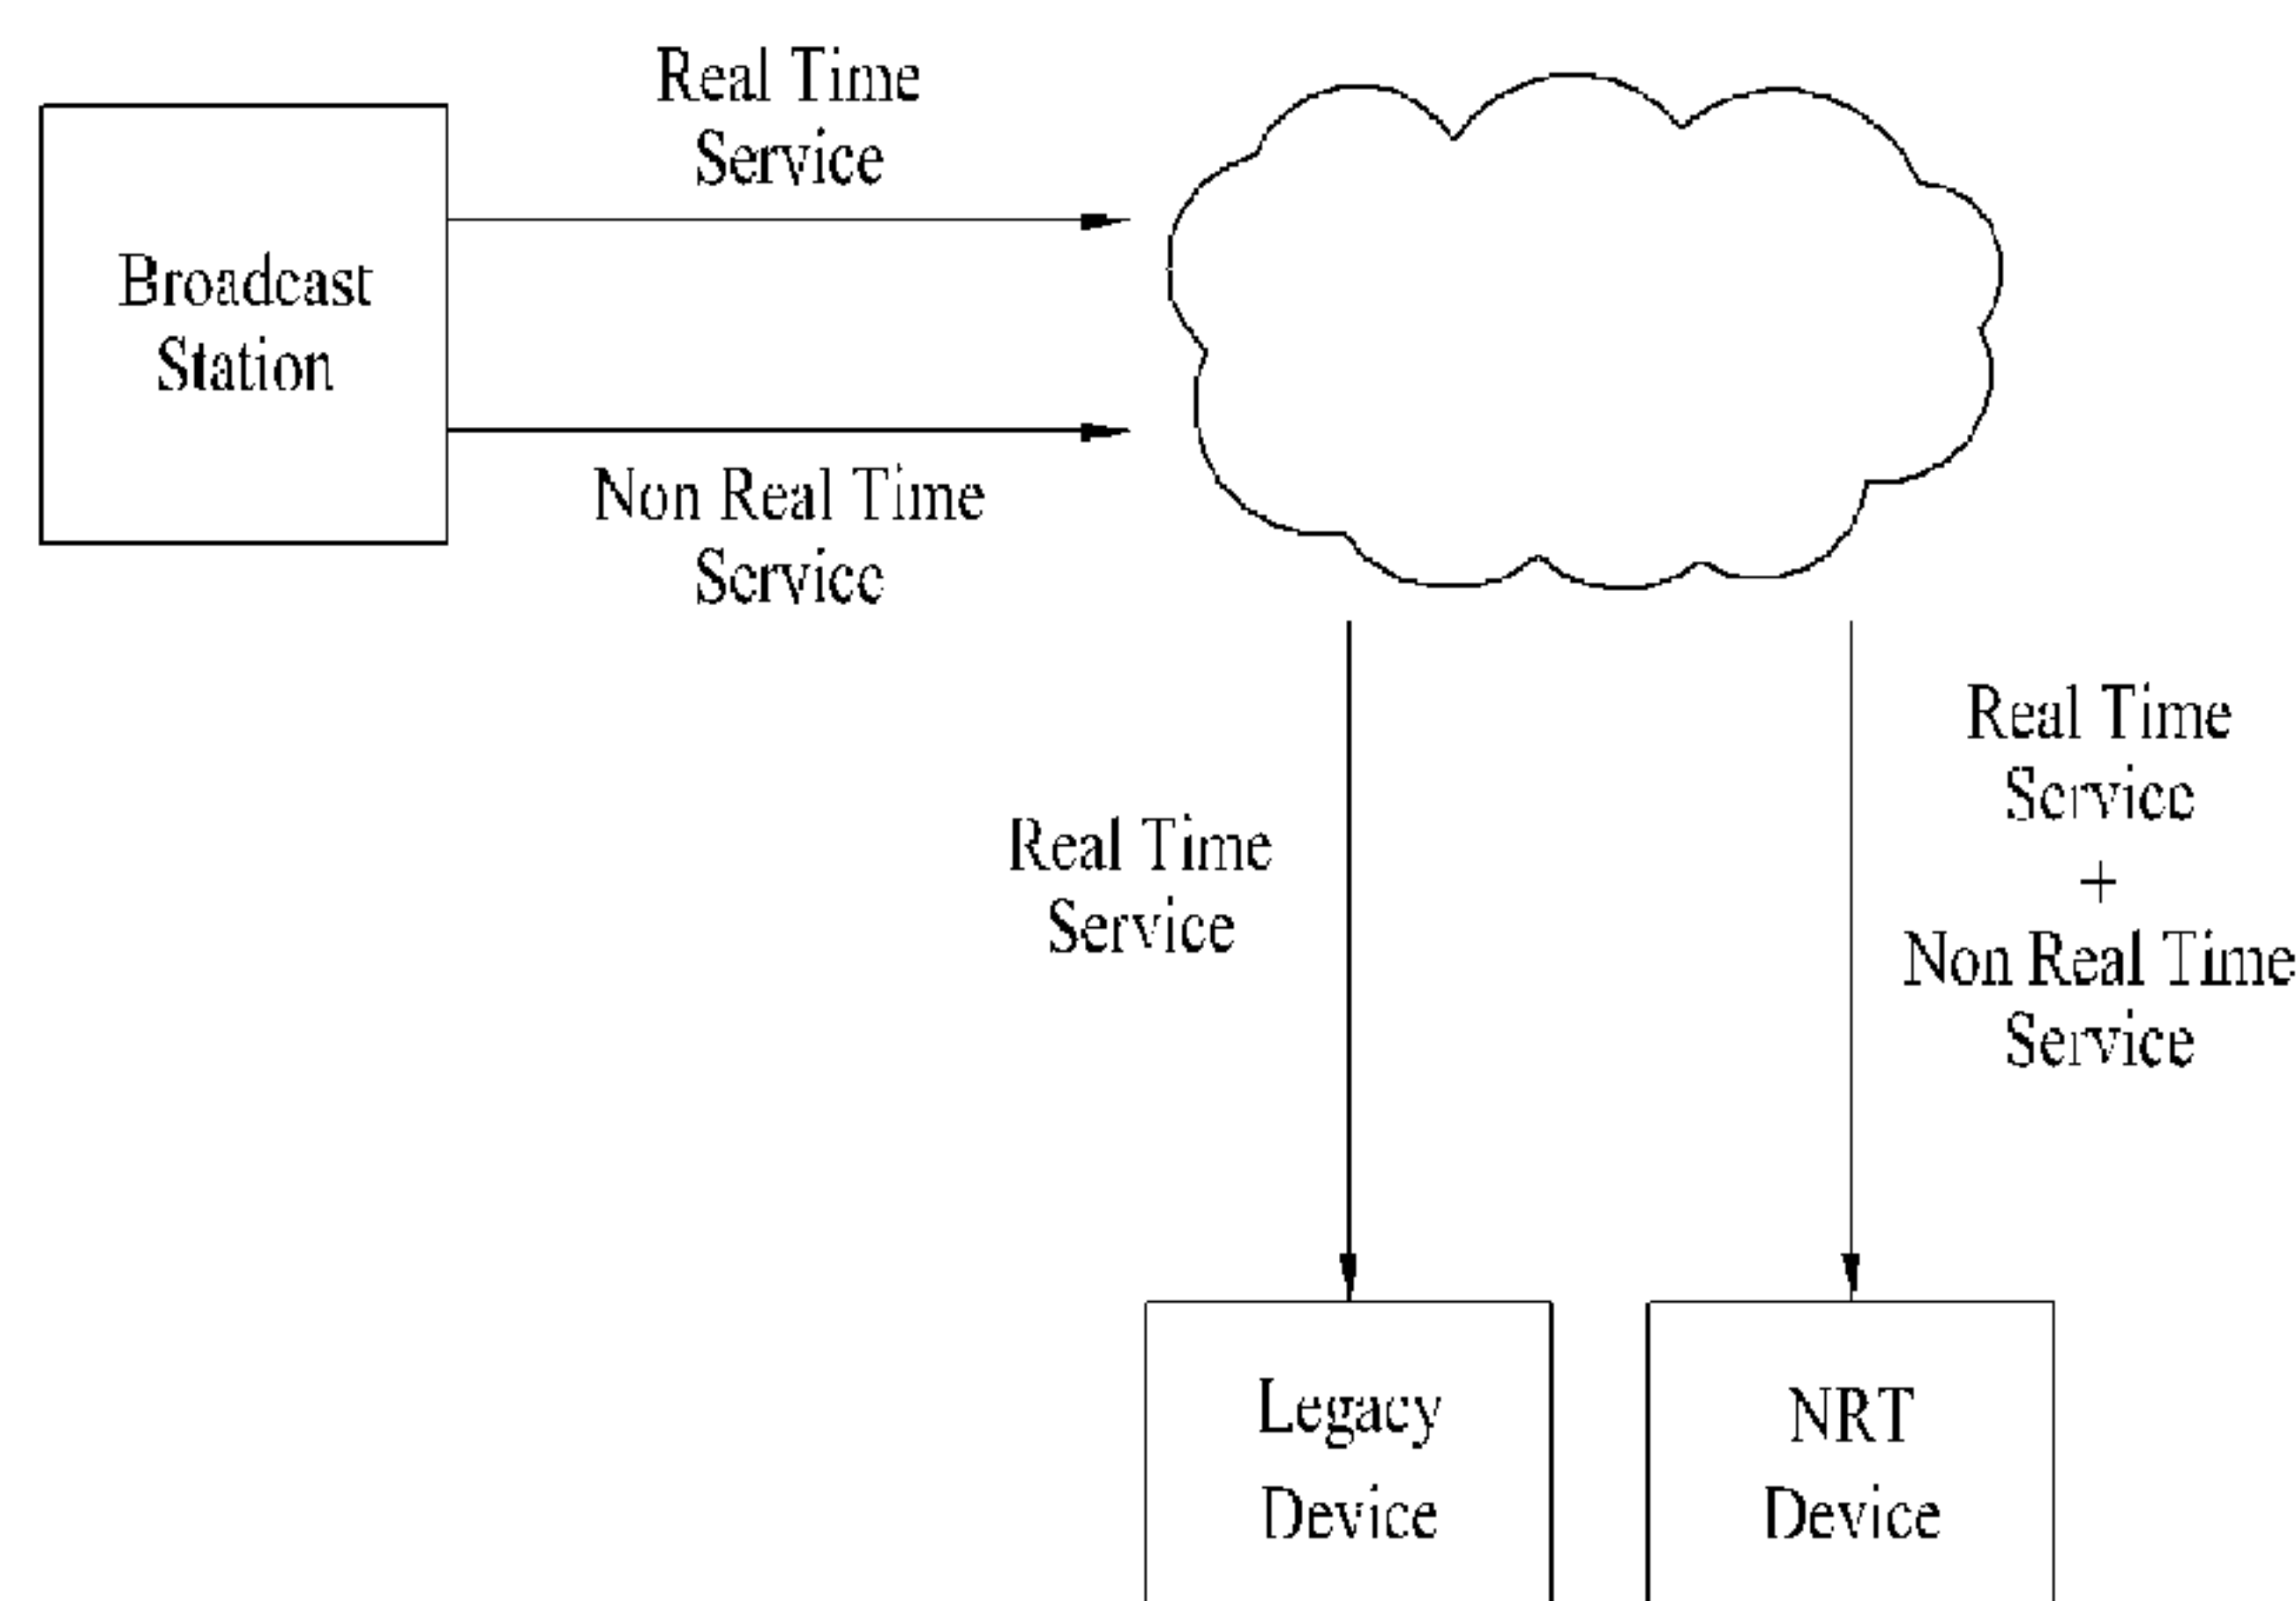 Real Time
Service
Broadcast
Station
Non Real Time
Service
Real Time
Service
Real Time
Service
+
Non Real Time
Service
Legacy
Device
NRT
Device